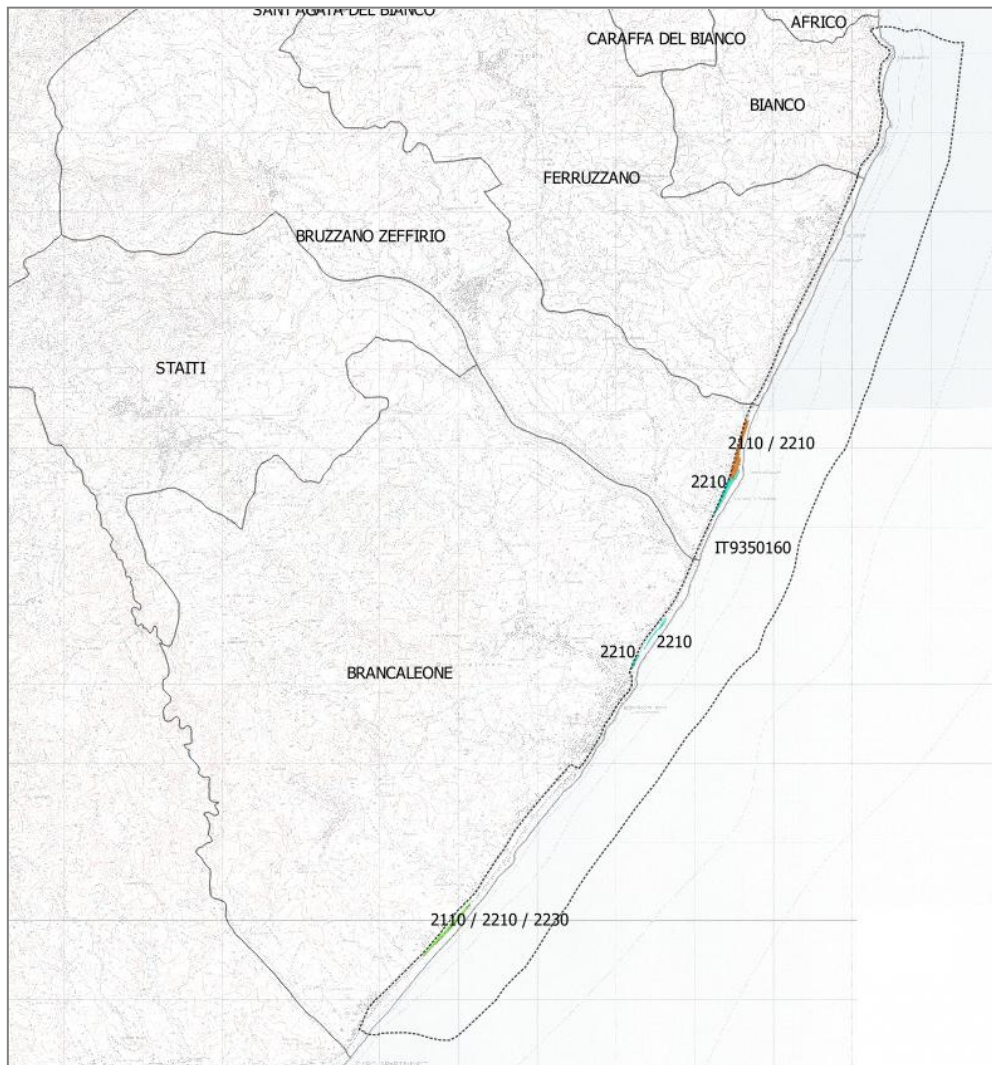 SANT'AGATA DEL BIANCO
AFRICO
CARAFFA DEL BIANCO
BIANCO
FERRUZZANO
BRUZZANO ZEFFIRIO
STAITI
2110 / 2210
2210
IT9350160
2210
2210
BRANCALEONE
2110 / 2210 / 2230